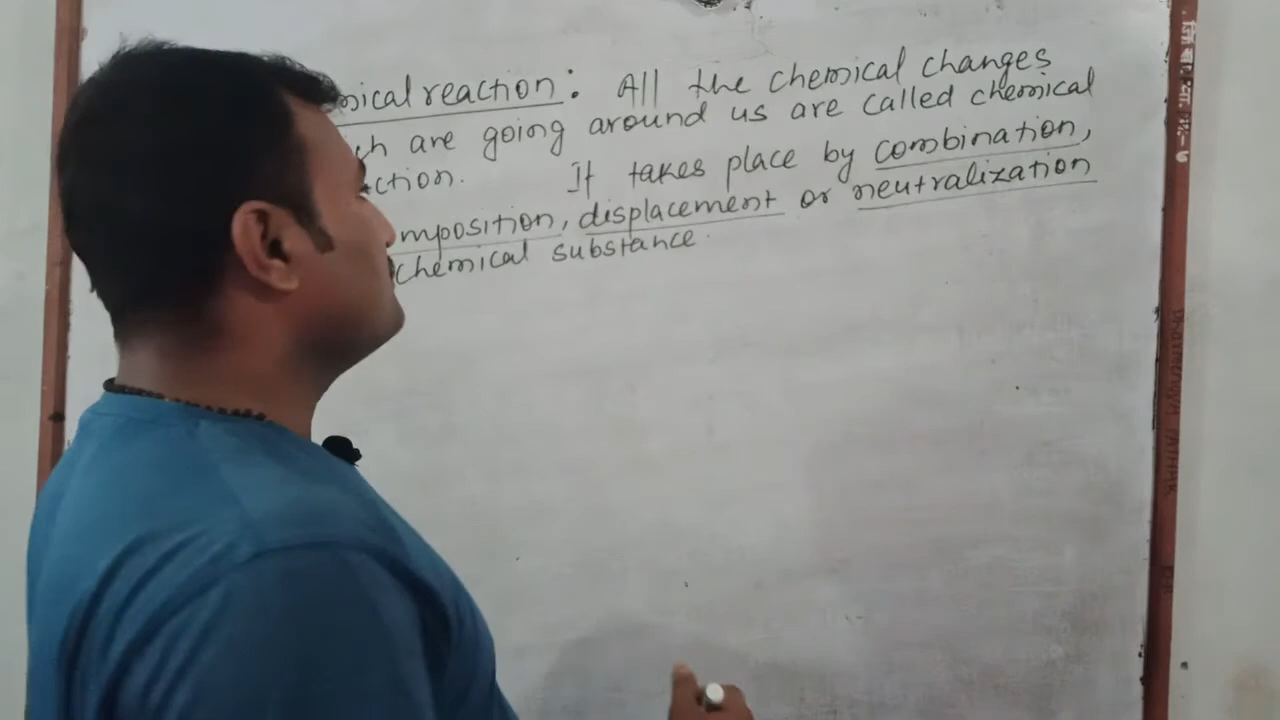 mical reaction : All the chemical changes
ch are going around us are called chemical
ction. It takes place by combination,
mposition, displacement or neutralization
chemical substance.